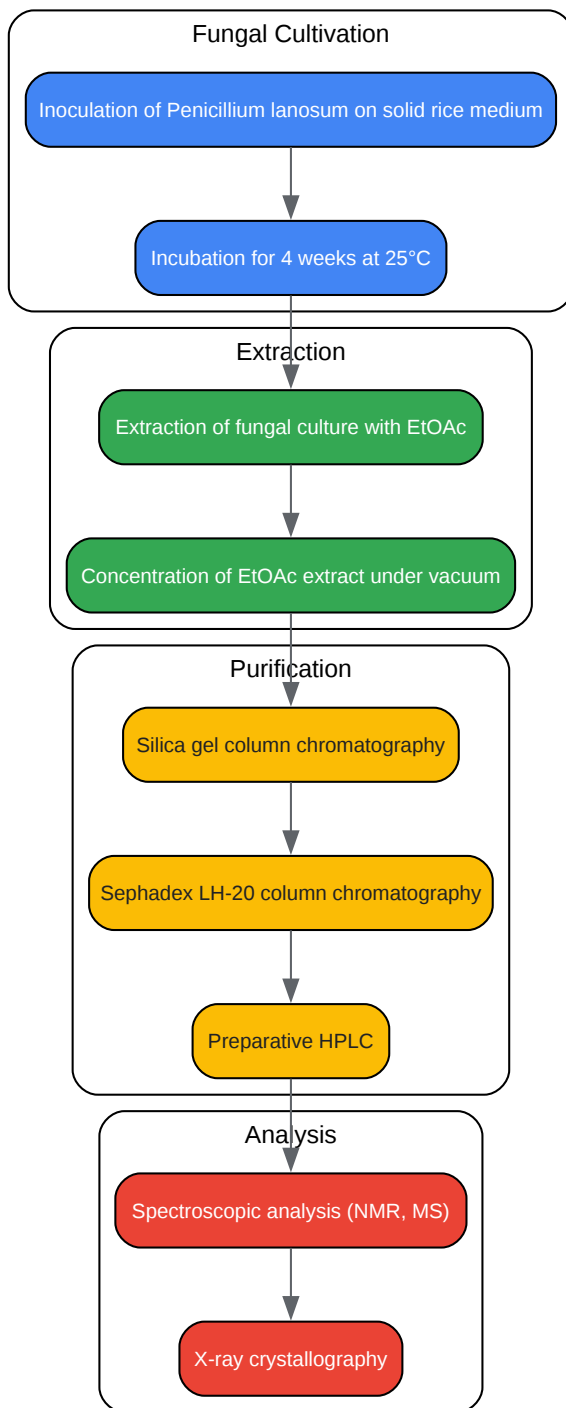 Fungal Cultivation
Inoculation of Penicillium lanosum on solid rice medium
Incubation for 4 weeks at 25°C
Extraction
Extraction of fungal culture with EtOAc
Concentration of EtOAc extract under vacuum
Purification
Silica gel column chromatography
Sephadex LH-20 column chromatography
Preparative HPLC
Analysis
Spectroscopic analysis (NMR, MS)
X-ray crystallography